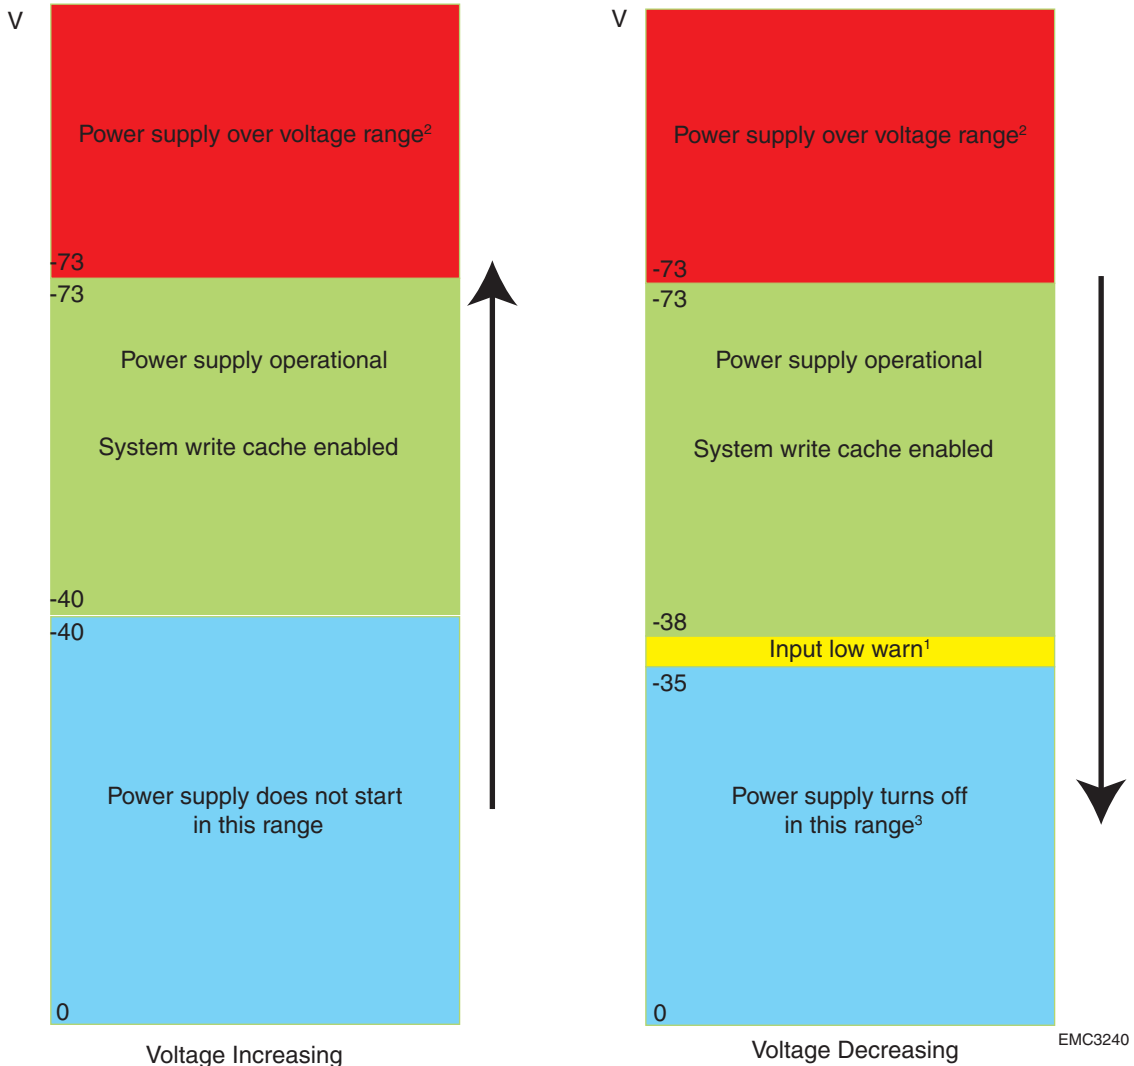 V
Power supply over voltage range²
-73
-73
Power supply operational
System write cache enabled
-40
-40
Power supply does not start
in this range
0
Voltage Increasing
V
Power supply over voltage range²
-73
-73
Power supply operational
System write cache enabled
-38
Input low warn¹
-35
Power supply turns off
in this range³
0
Voltage Decreasing
EMC3240